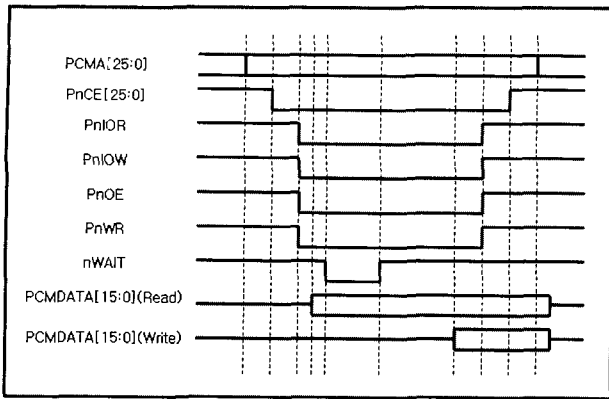 PCMA[25:0]
PnCE[25:0]
PnIOR
PnIOW
PnOE
PnWR
nWAIT
PCMDATA[15:0](Read)
PCMDATA[15:0](Write)